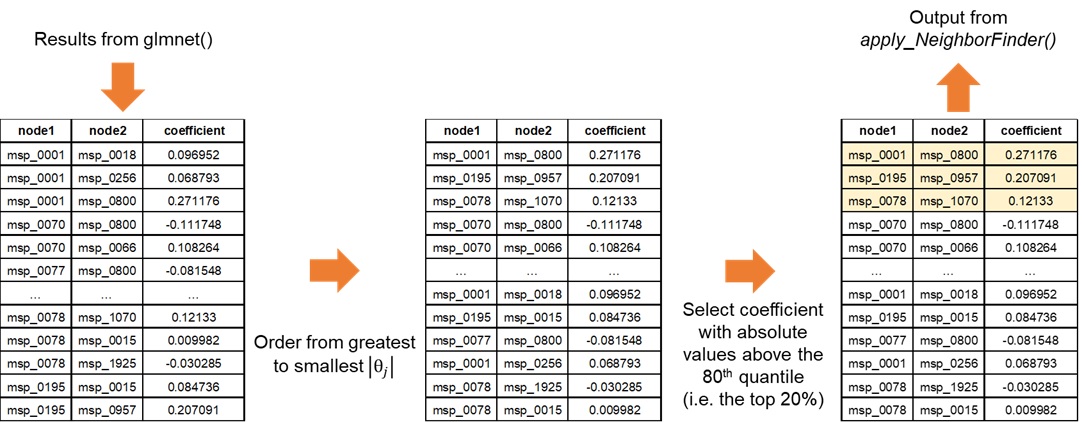 Results from glmnet()
node1 node2 coefficient
msp_0001 msp_0018 0.096952
msp_0001 msp_0256 0.068793
msp_0001 msp_0800 0.271176
msp_0070 msp_0800 -0.111748
msp_0070 msp_0066 0.108264
msp_0077 msp_0800 -0.081548
... ... ...
msp_0078 msp_1070 0.12133
msp_0078 msp_0015 0.009982
msp_0078 msp_1925 -0.030285
msp_0195 msp_0015 0.084736
msp_0195 msp_0957 0.207091
Order from greatest
to smallest |θj|
node1 node2 coefficient
msp_0001 msp_0800 0.271176
msp_0195 msp_0957 0.207091
msp_0078 msp_1070 0.12133
msp_0070 msp_0800 -0.111748
msp_0070 msp_0066 0.108264
... ... ...
msp_0001 msp_0018 0.096952
msp_0195 msp_0015 0.084736
msp_0077 msp_0800 -0.081548
msp_0001 msp_0256 0.068793
msp_0078 msp_1925 -0.030285
msp_0078 msp_0015 0.009982
Select coefficient
with absolute
values above the
80th quantile
(i.e. the top 20%)
Output from
apply_NeighborFinder()
node1 node2 coefficient
msp_0001 msp_0800 0.271176
msp_0195 msp_0957 0.207091
msp_0078 msp_1070 0.12133
msp_0070 msp_0800 -0.111748
msp_0070 msp_0066 0.108264
... ... ...
msp_0001 msp_0018 0.096952
msp_0195 msp_0015 0.084736
msp_0077 msp_0800 -0.081548
msp_0001 msp_0256 0.068793
msp_0078 msp_1925 -0.030285
msp_0078 msp_0015 0.009982